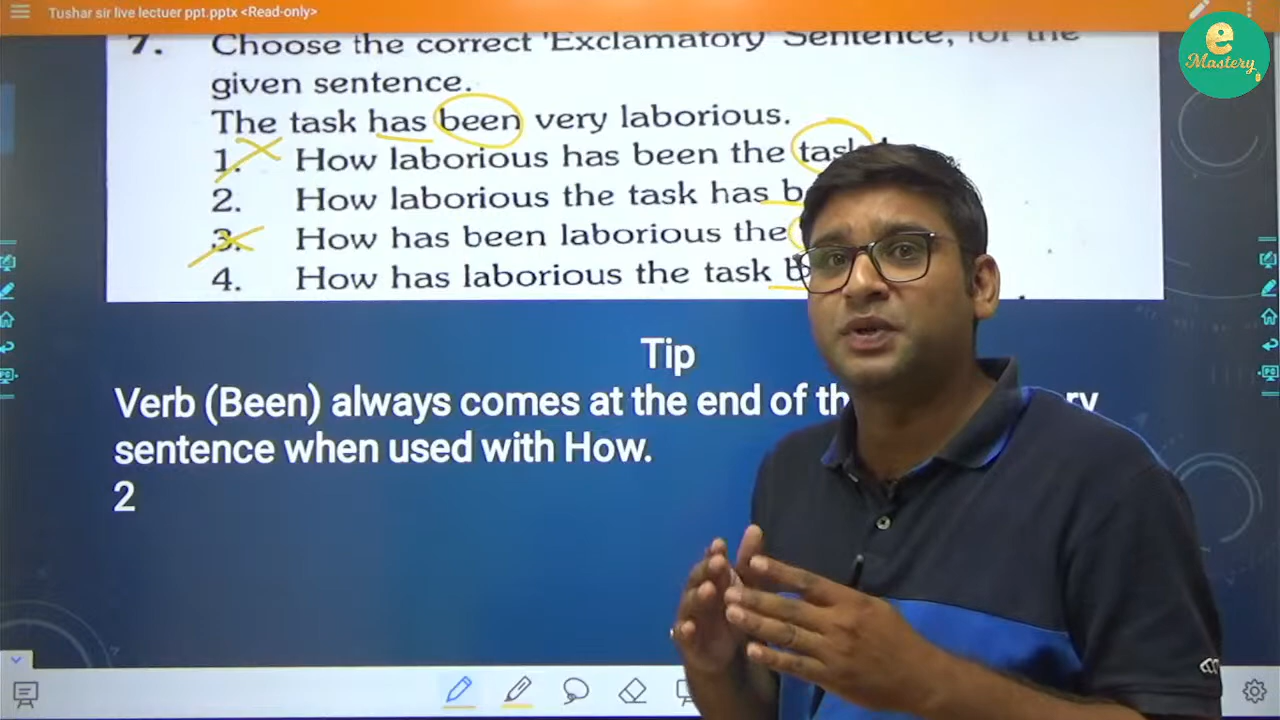 Tushar sir live lectuer ppt.pptx <Read-only>
e
Mastery
7. Choose the correct 'Exclamatory' Sentence, for the
given sentence.
The task has been very laborious.
1. How laborious has been the task!
2. How laborious the task has
3. How has been laborious the
4. How has laborious the task
Tip
Verb (Been) always comes at the end of
sentence when used with How.
2